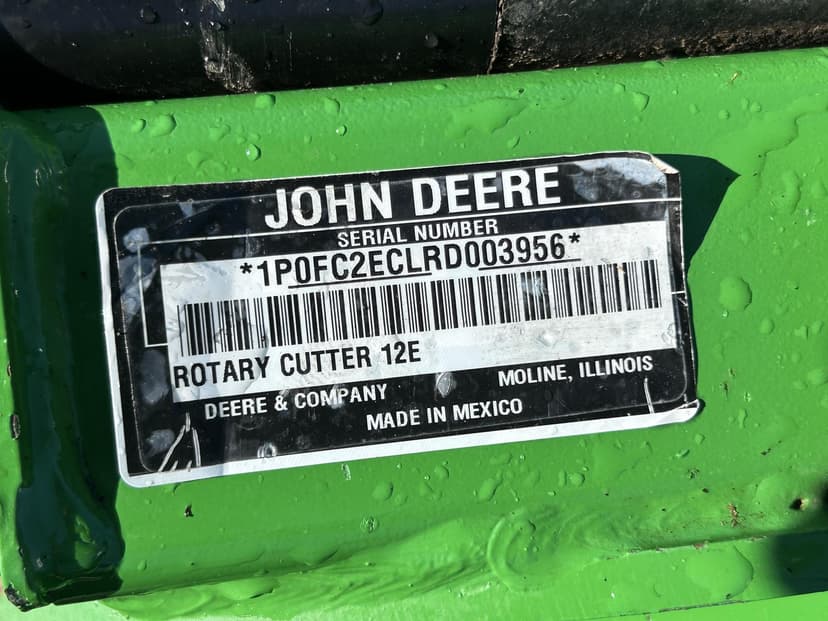 JOHN DEERE
SERIAL NUMBER
*1P0FC2ECLRD003956*
ROTARY CUTTER 12E
DEERE & COMPANY MOLINE, ILLINOIS
MADE IN MEXICO